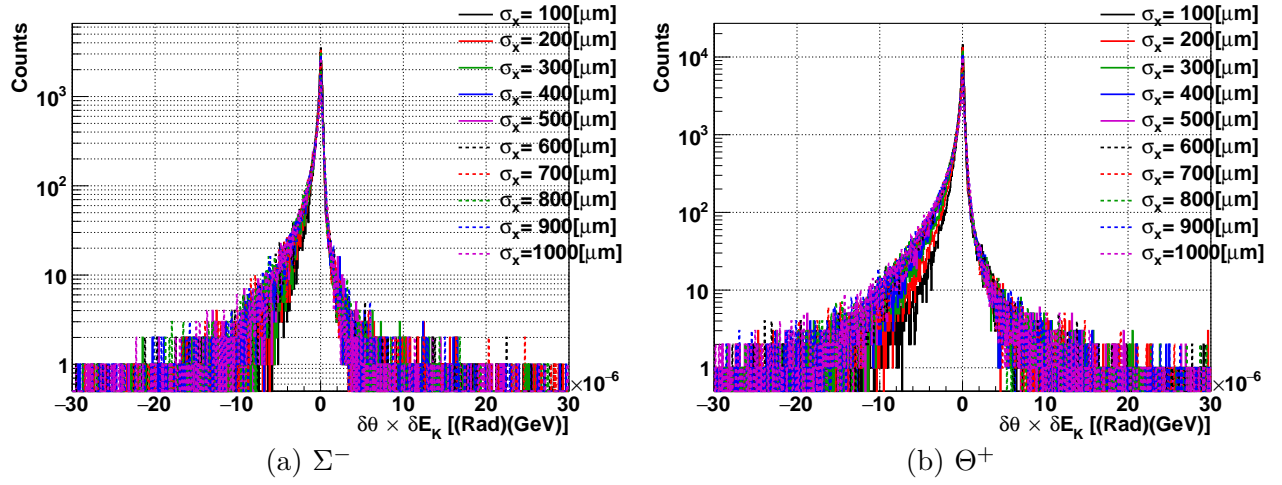 Counts
10³
10²
10
1
σx= 100[μm]
σx= 200[μm]
σx= 300[μm]
σx= 400[μm]
σx= 500[μm]
σx= 600[μm]
σx= 700[μm]
σx= 800[μm]
σx= 900[μm]
σx=1000[μm]
×10⁻⁶
−30 −20 −10 0 10 20 30
δθ × δE_K [(Rad)(GeV)]
(a) Σ⁻
Counts
10⁴
10³
10²
10
1
σx= 100[μm]
σx= 200[μm]
σx= 300[μm]
σx= 400[μm]
σx= 500[μm]
σx= 600[μm]
σx= 700[μm]
σx= 800[μm]
σx= 900[μm]
σx=1000[μm]
×10⁻⁶
−30 −20 −10 0 10 20 30
δθ × δE_K [(Rad)(GeV)]
(b) Θ⁺